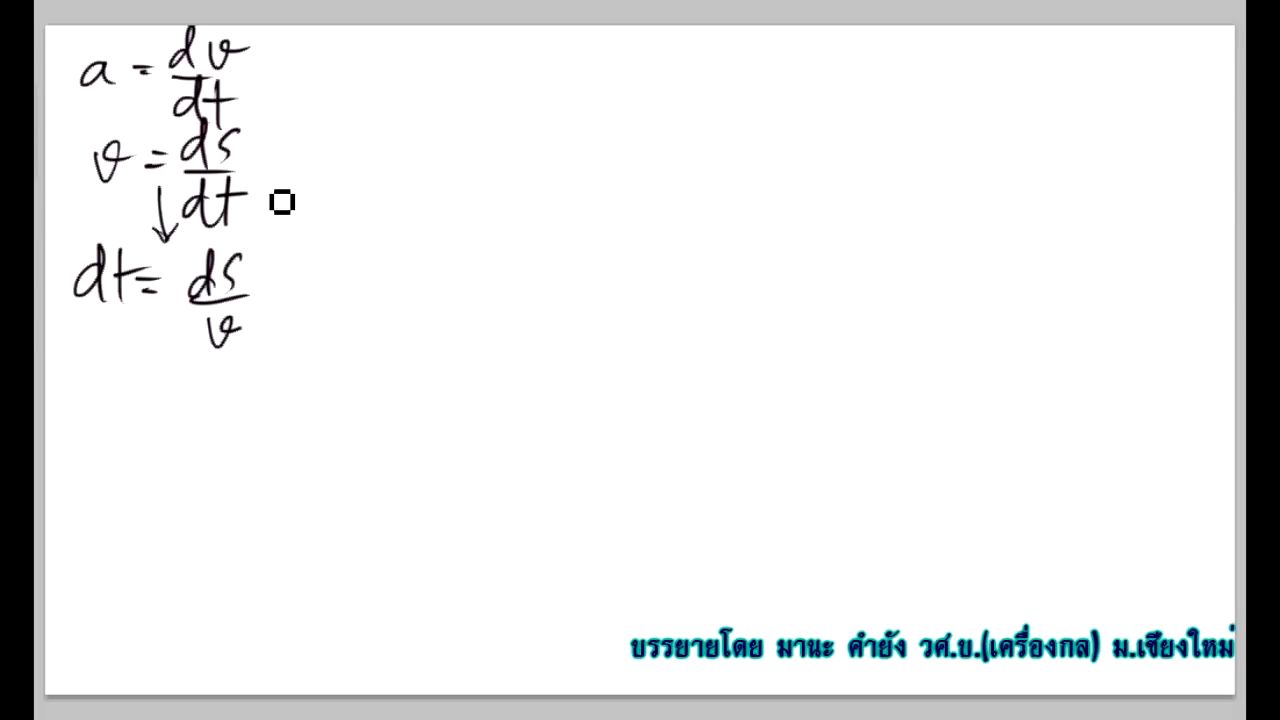 a = dv/dt
v = ds/dt
↓
dt = ds/v
บรรยายโดย มานะ คำยัง วศ.บ.(เครื่องกล) ม.เชียงใหม่